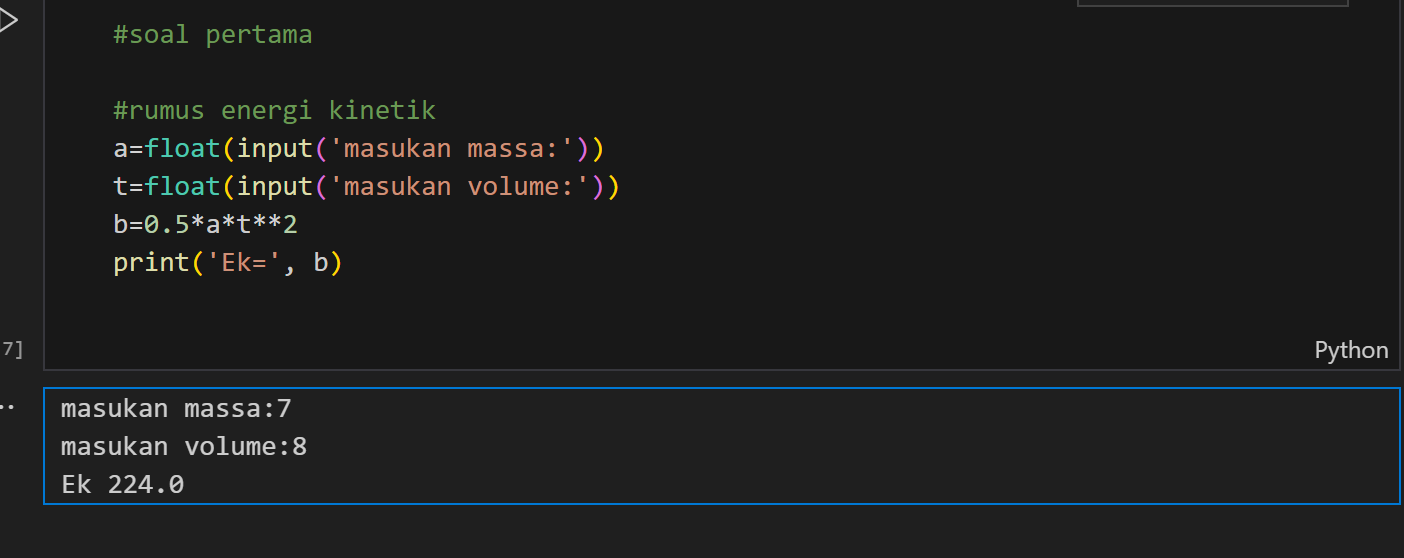 #soal pertama
#rumus energi kinetik
a=float(input('masukan massa:'))
t=float(input('masukan volume:'))
b=0.5*a*t**2
print('Ek=', b)
7]
Python
masukan massa:7
masukan volume:8
Ek 224.0